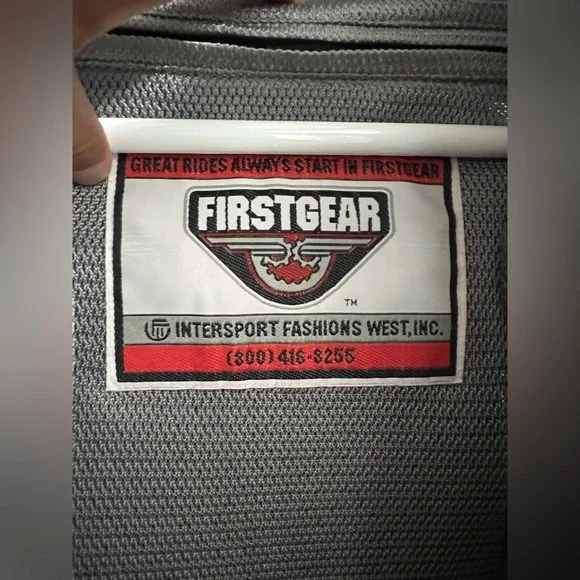 GREAT RIDES ALWAYS START IN FIRSTGEAR
FIRSTGEAR
TM
INTERSPORT FASHIONS WEST, INC.
(800) 416-8255